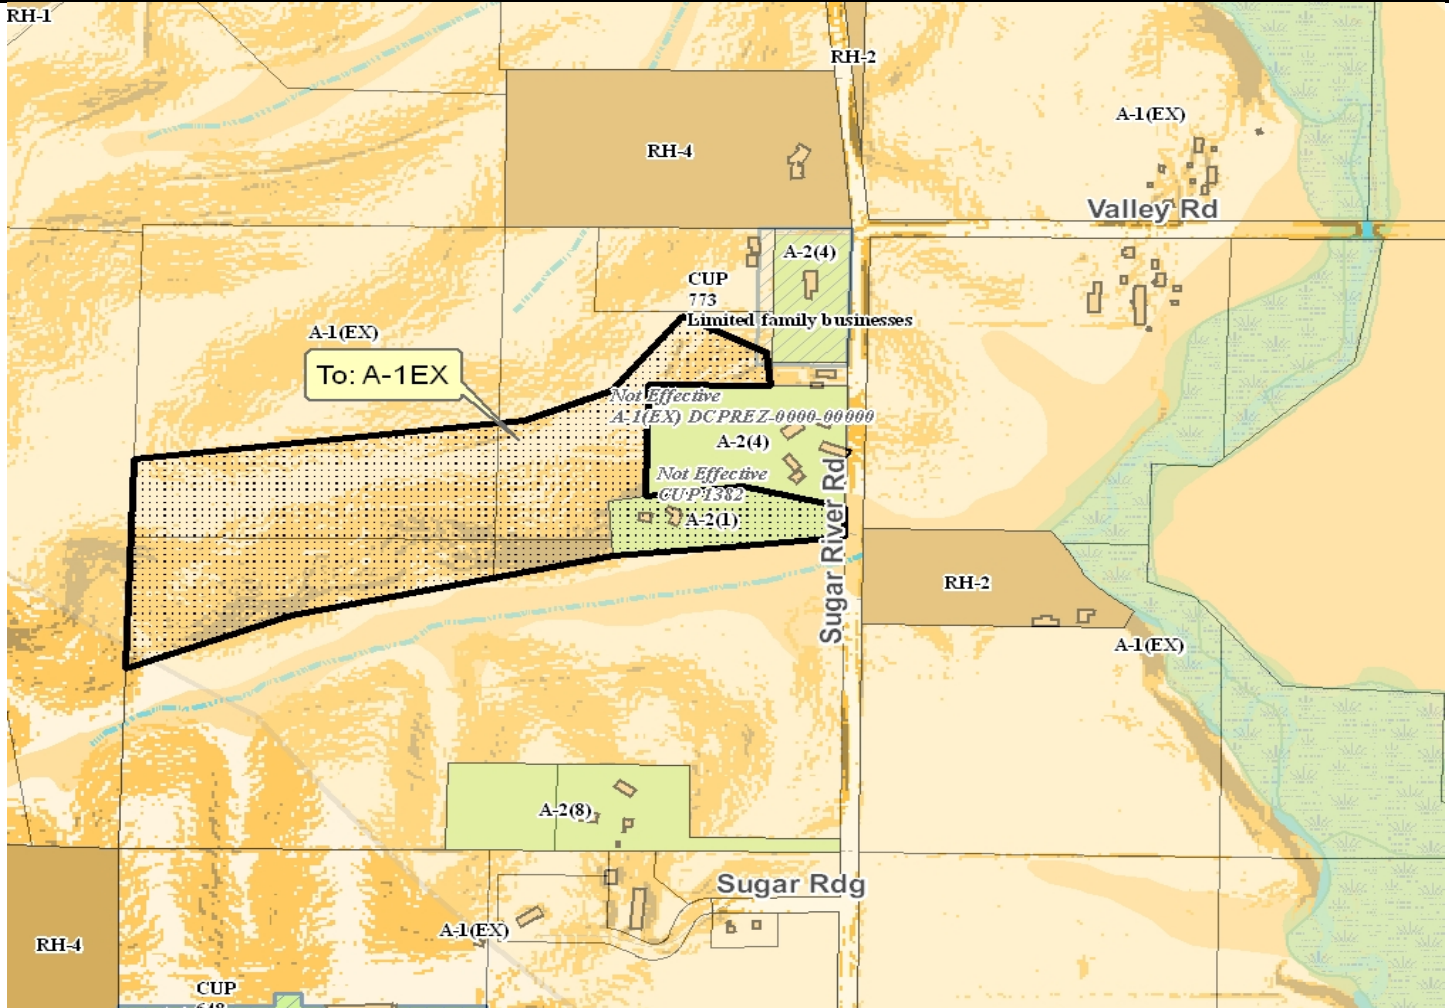 RH-1
RH-2
A-1(EX)
RH-4
Valley Rd
A-2(4)
CUP
773
Limited family businesses
A-1(EX)
To: A-1EX
Not Effective
A-1(EX) DCPREZ-0000-00000
A-2(4)
Not Effective
CUP 1382
A-2(1)
Sugar River Rd
RH-2
A-1(EX)
A-2(8)
Sugar Rdg
A-1(EX)
RH-4
CUP